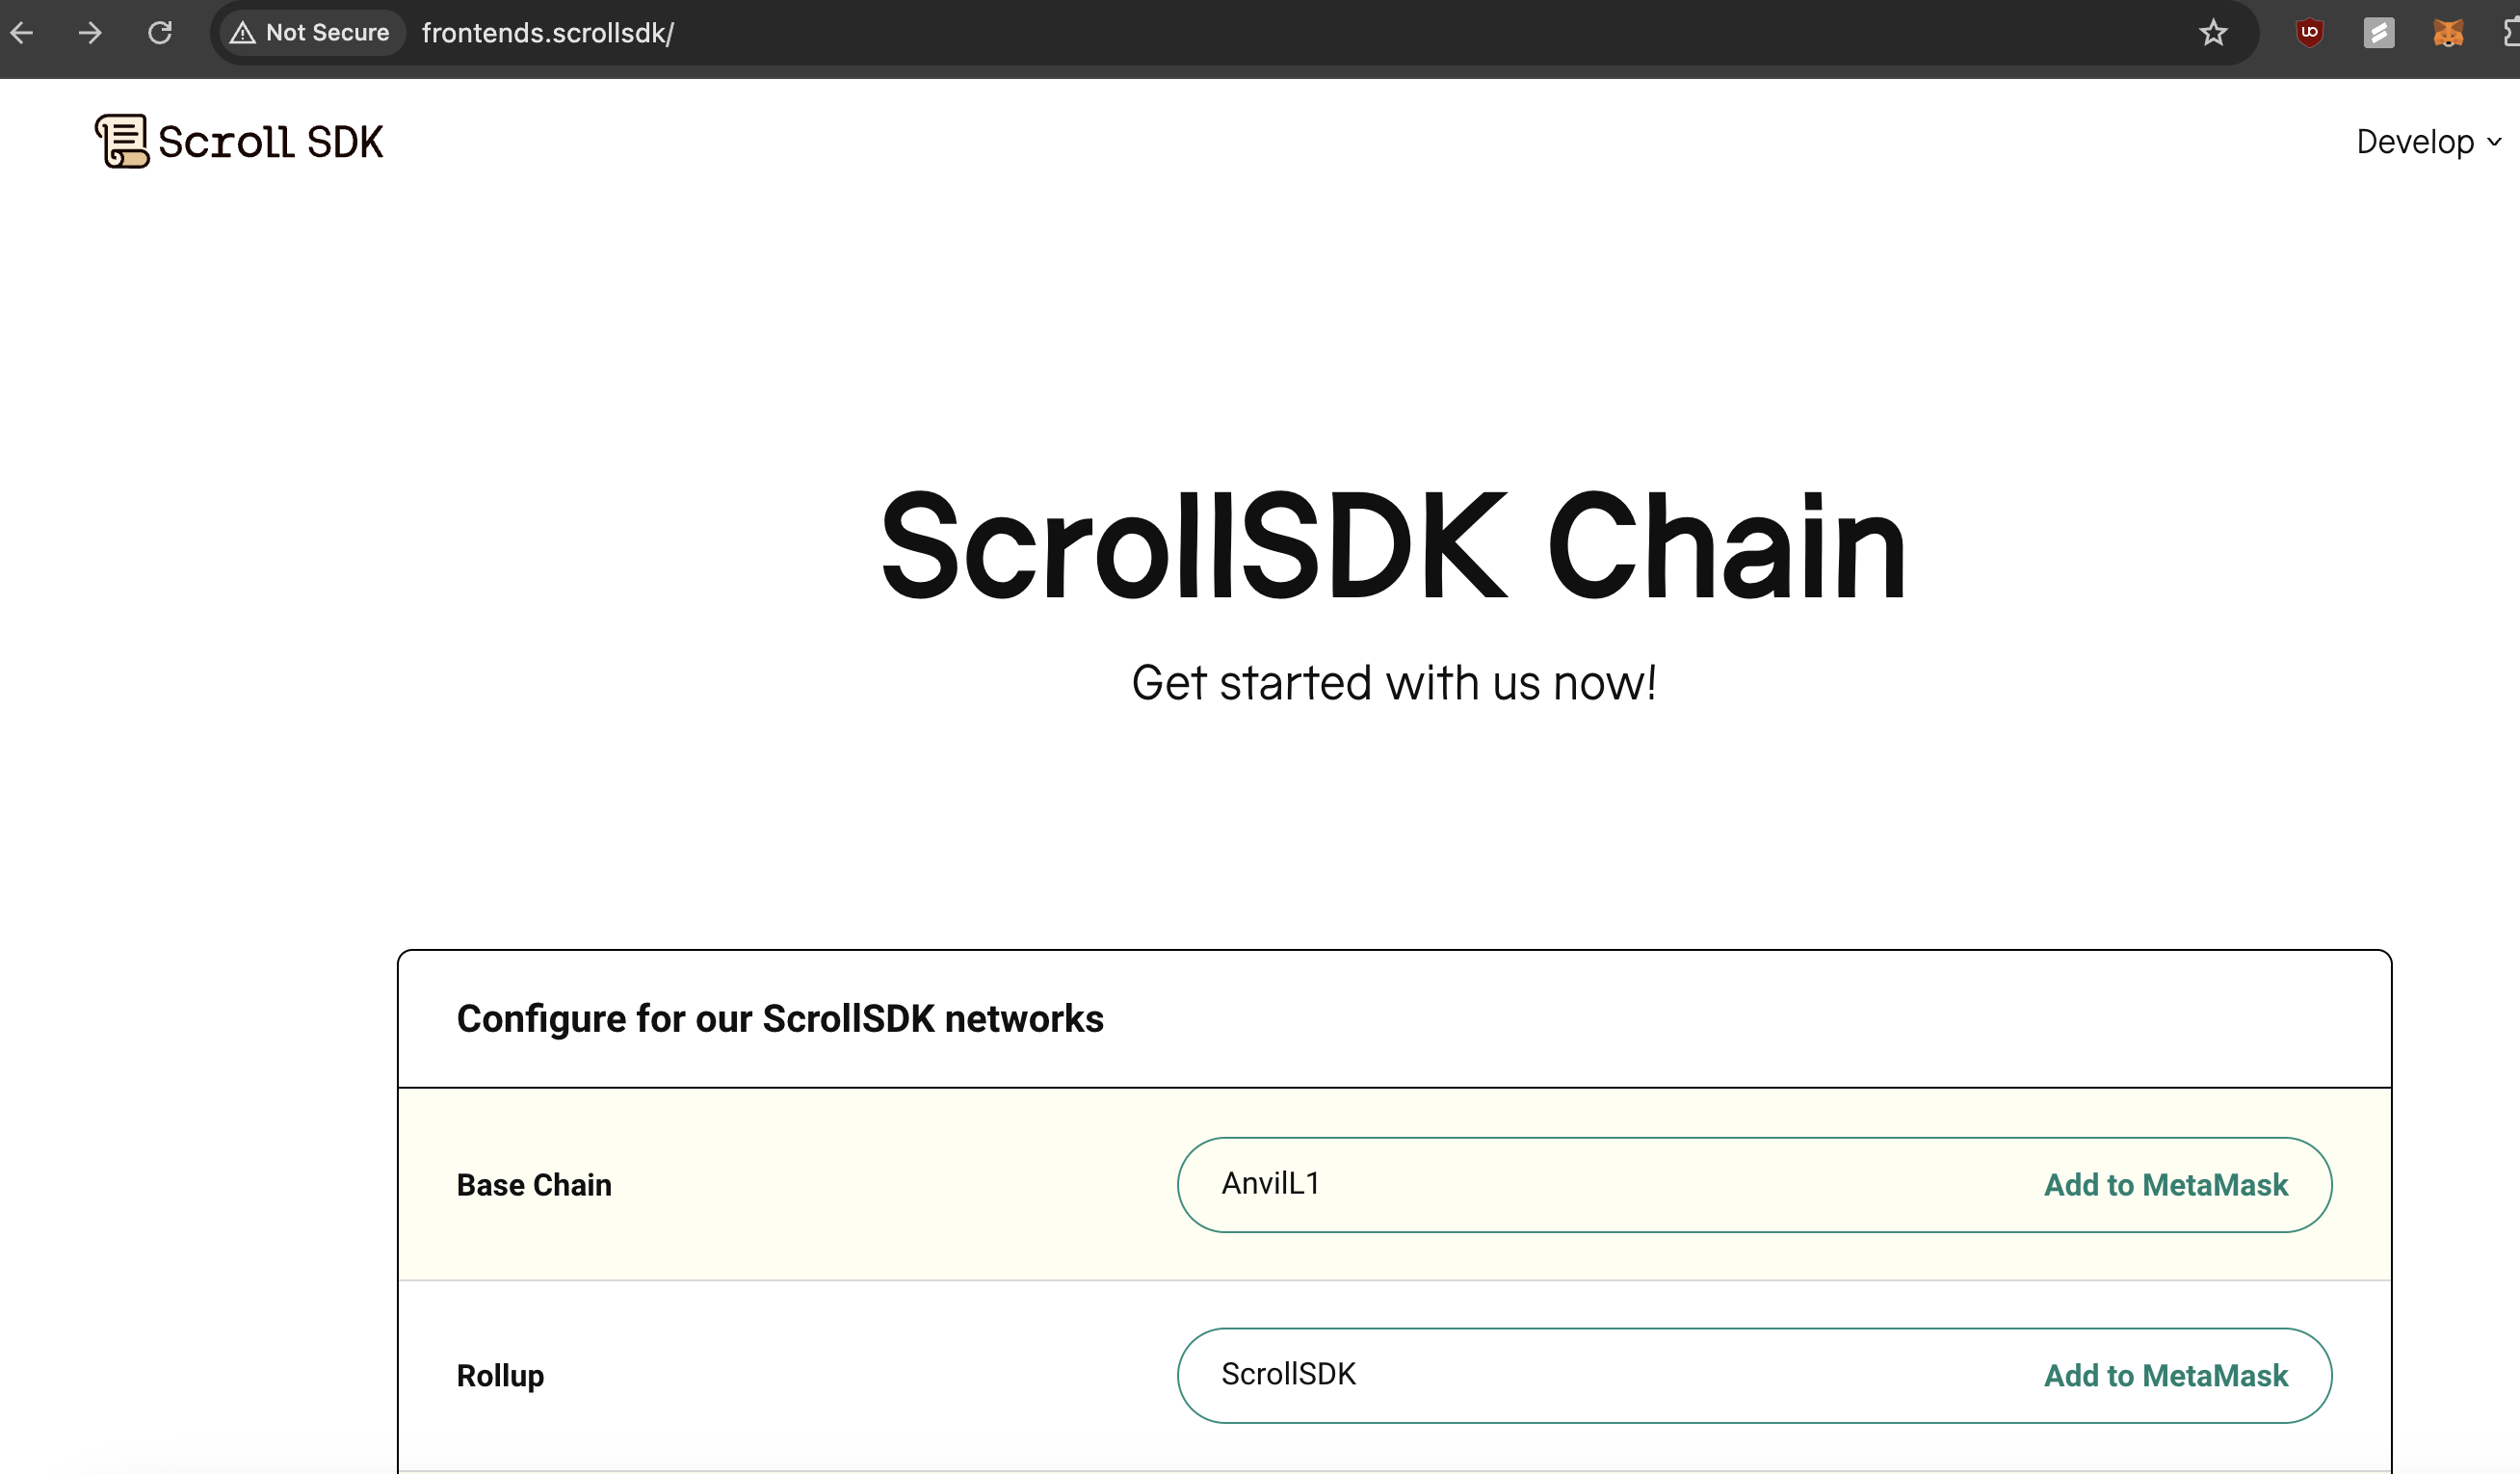 Not Secure frontends.scrollsdk/
Scroll SDK
Develop
ScrollSDK Chain
Get started with us now!
Configure for our ScrollSDK networks
Base Chain AnvilL1 Add to MetaMask
Rollup ScrollSDK Add to MetaMask